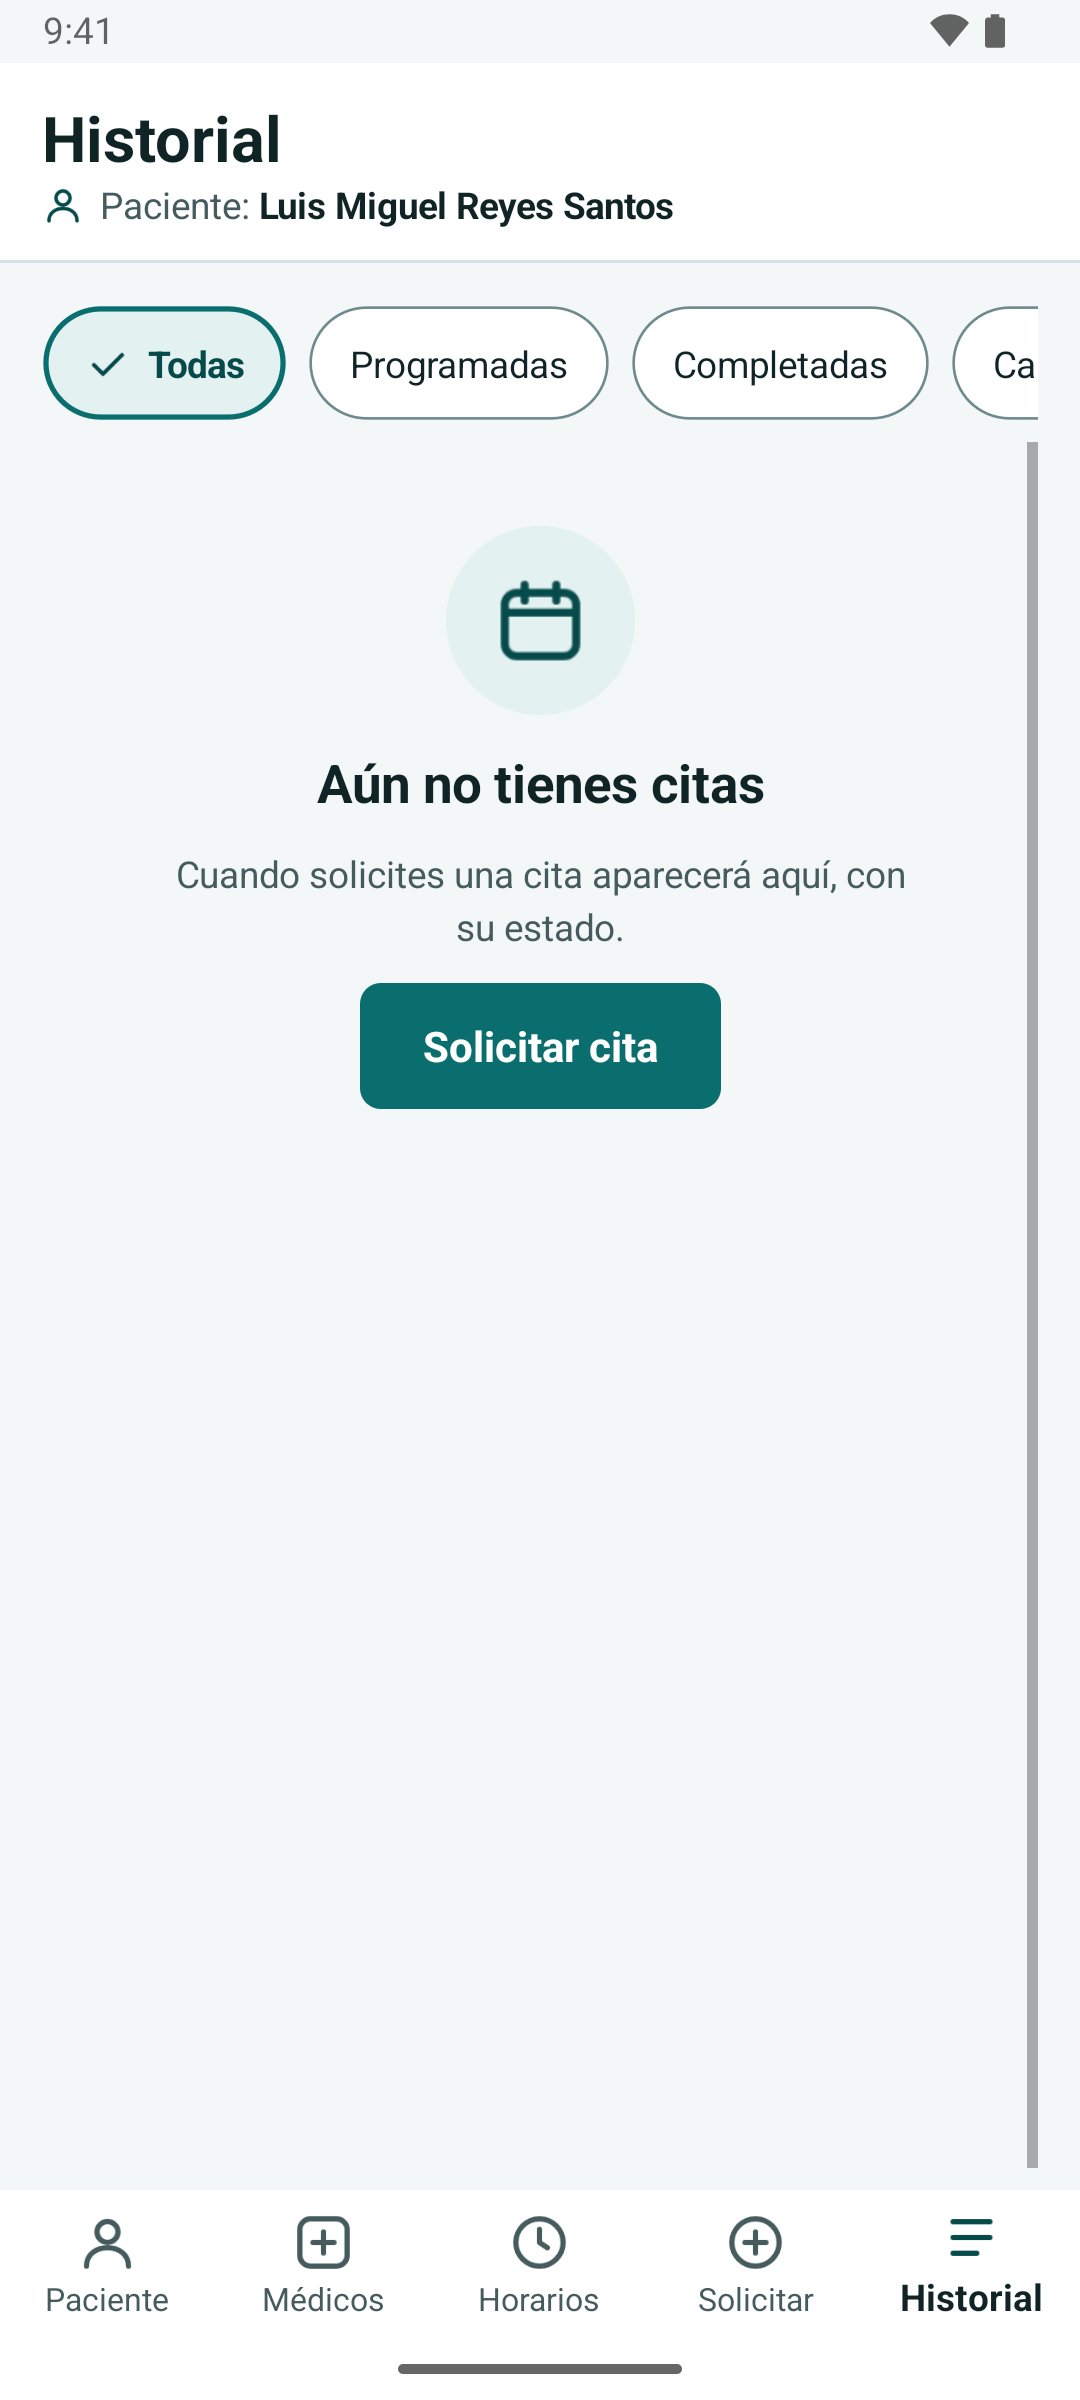 9:41
Historial
Paciente: Luis Miguel Reyes Santos
Todas
Programadas
Completadas
Ca
Aún no tienes citas
Cuando solicites una cita aparecerá aquí, con
su estado.
Solicitar cita
Paciente
Médicos
Horarios
Solicitar
Historial